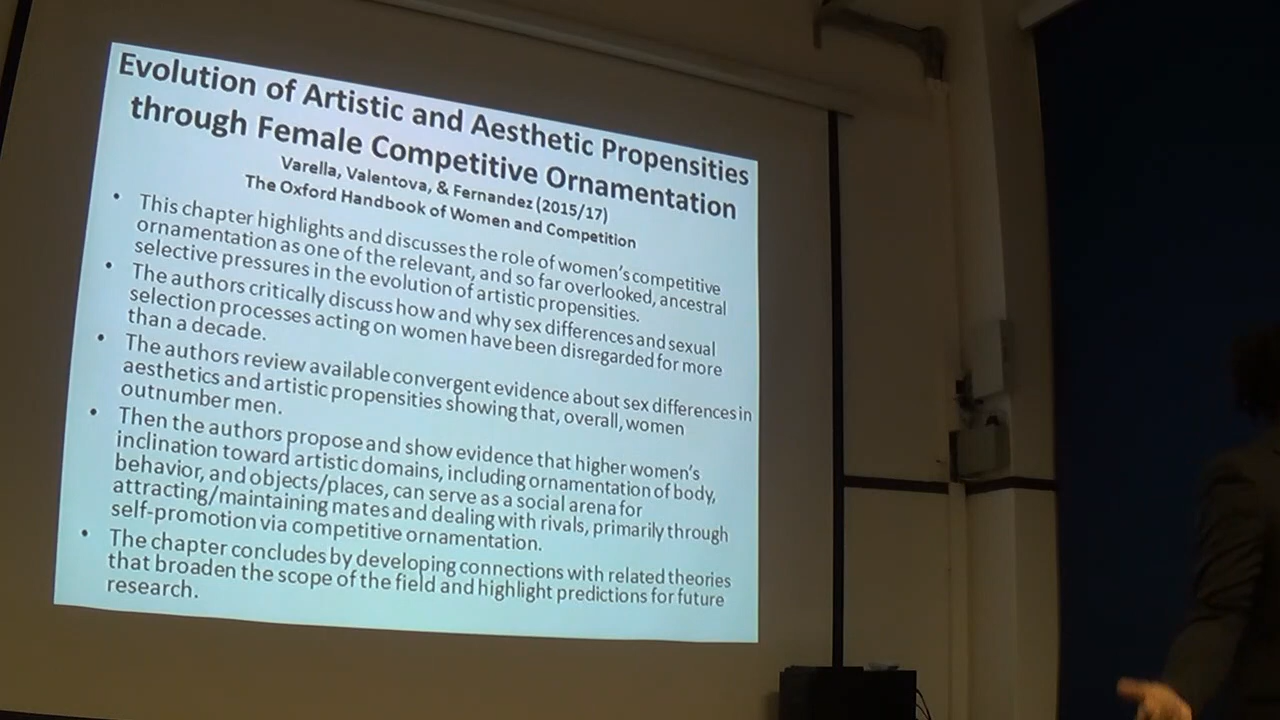 Evolution of Artistic and Aesthetic Propensities
through Female Competitive Ornamentation
Varella, Valentova, & Fernandez (2015/17)
The Oxford Handbook of Women and Competition
• This chapter highlights and discusses the role of women's competitive
ornamentation as one of the relevant, and so far overlooked, ancestral
selective pressures in the evolution of artistic propensities.
• The authors critically discuss how and why sex differences and sexual
selection processes acting on women have been disregarded for more
than a decade.
• The authors review available convergent evidence about sex differences in
aesthetics and artistic propensities showing that, overall, women
outnumber men.
• Then the authors propose and show evidence that higher women's
inclination toward artistic domains, including ornamentation of body,
behavior, and objects/places, can serve as a social arena for
attracting/maintaining mates and dealing with rivals, primarily through
self-promotion via competitive ornamentation.
• The chapter concludes by developing connections with related theories
that broaden the scope of the field and highlight predictions for future
research.